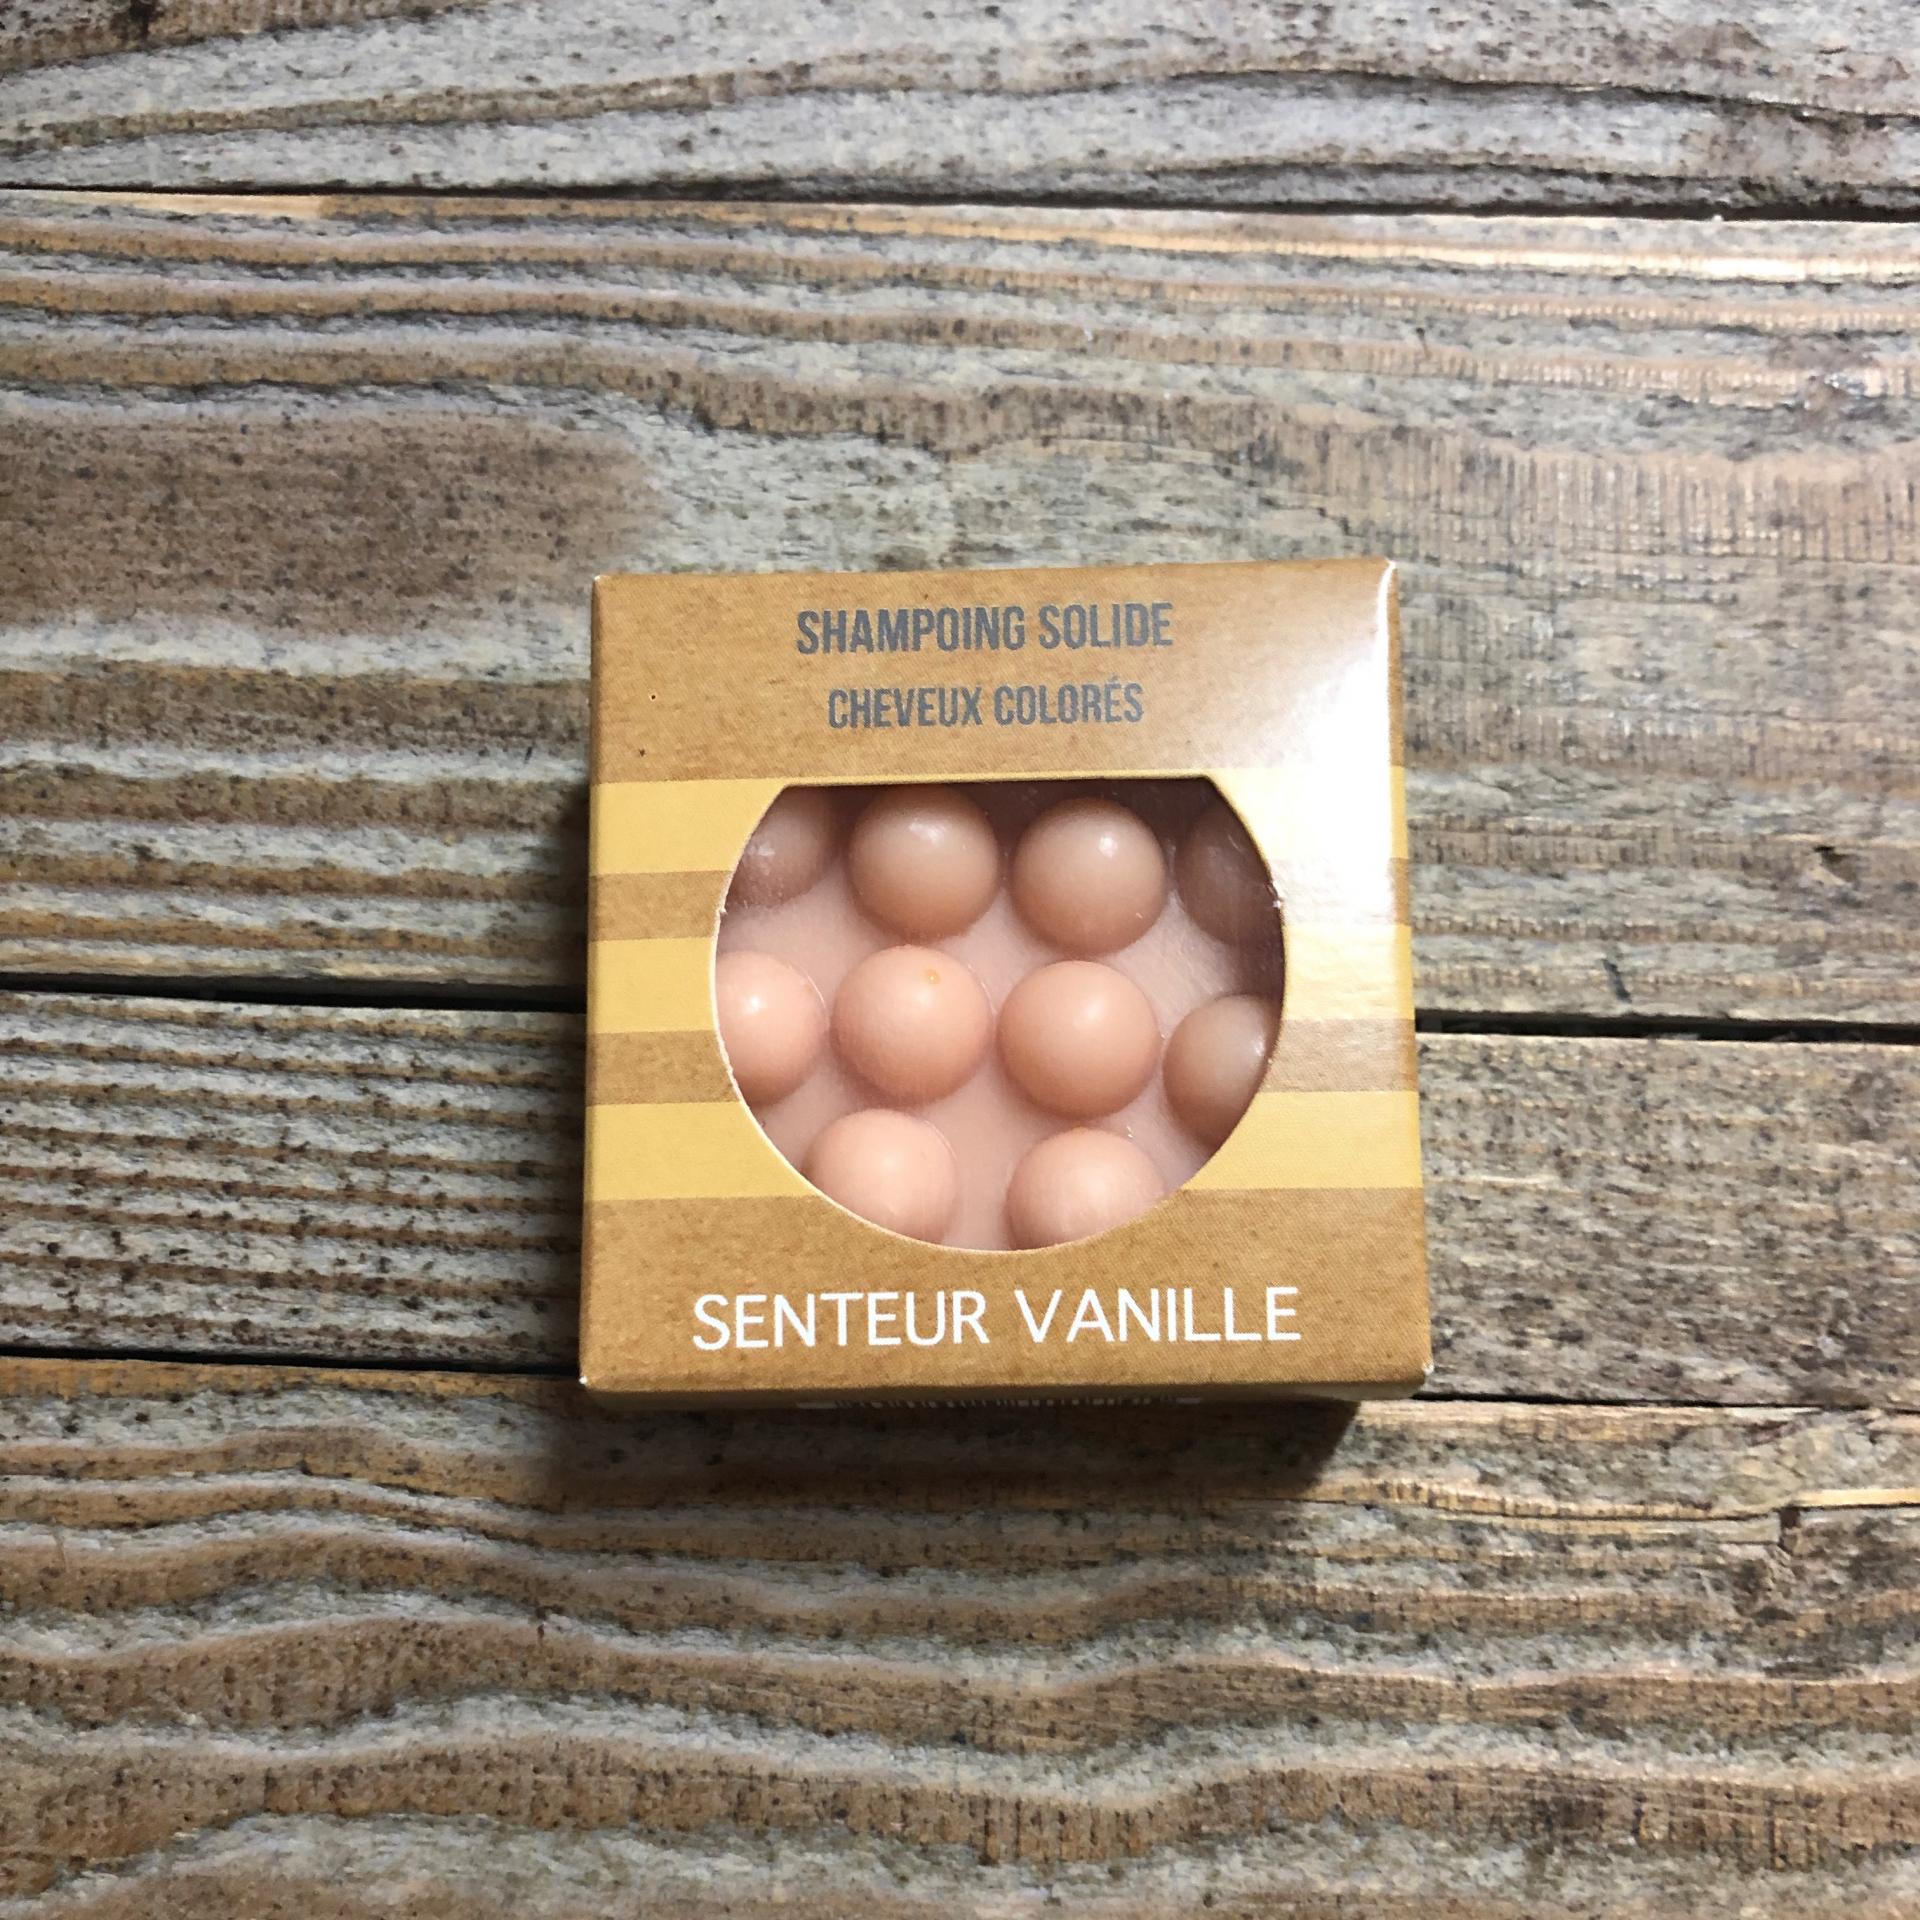 SHAMPOING SOLIDE
CHEVEUX COLORÉS
SENTEUR VANILLE